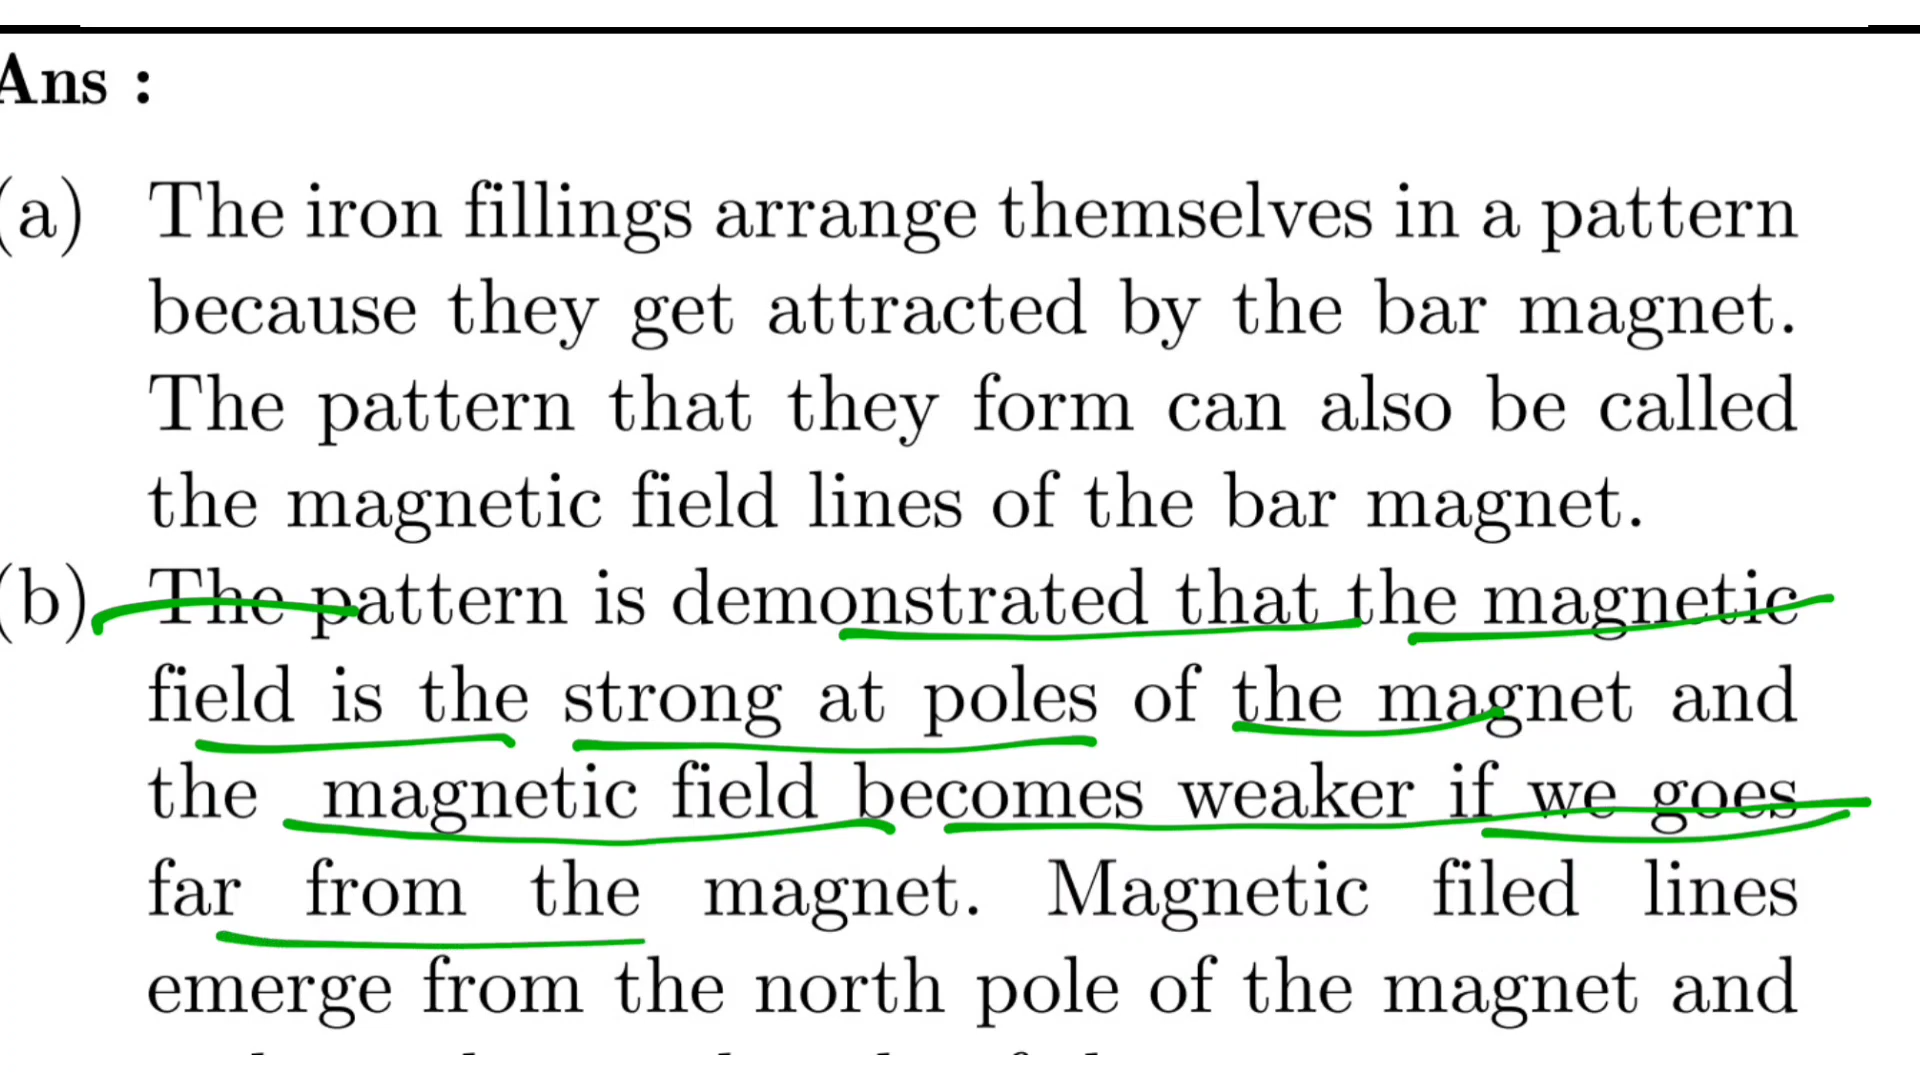 Ans :
(a) The iron fillings arrange themselves in a pattern
because they get attracted by the bar magnet.
The pattern that they form can also be called
the magnetic field lines of the bar magnet.
(b) The pattern is demonstrated that the magnetic
field is the strong at poles of the magnet and
the magnetic field becomes weaker if we goes
far from the magnet. Magnetic filed lines
emerge from the north pole of the magnet and